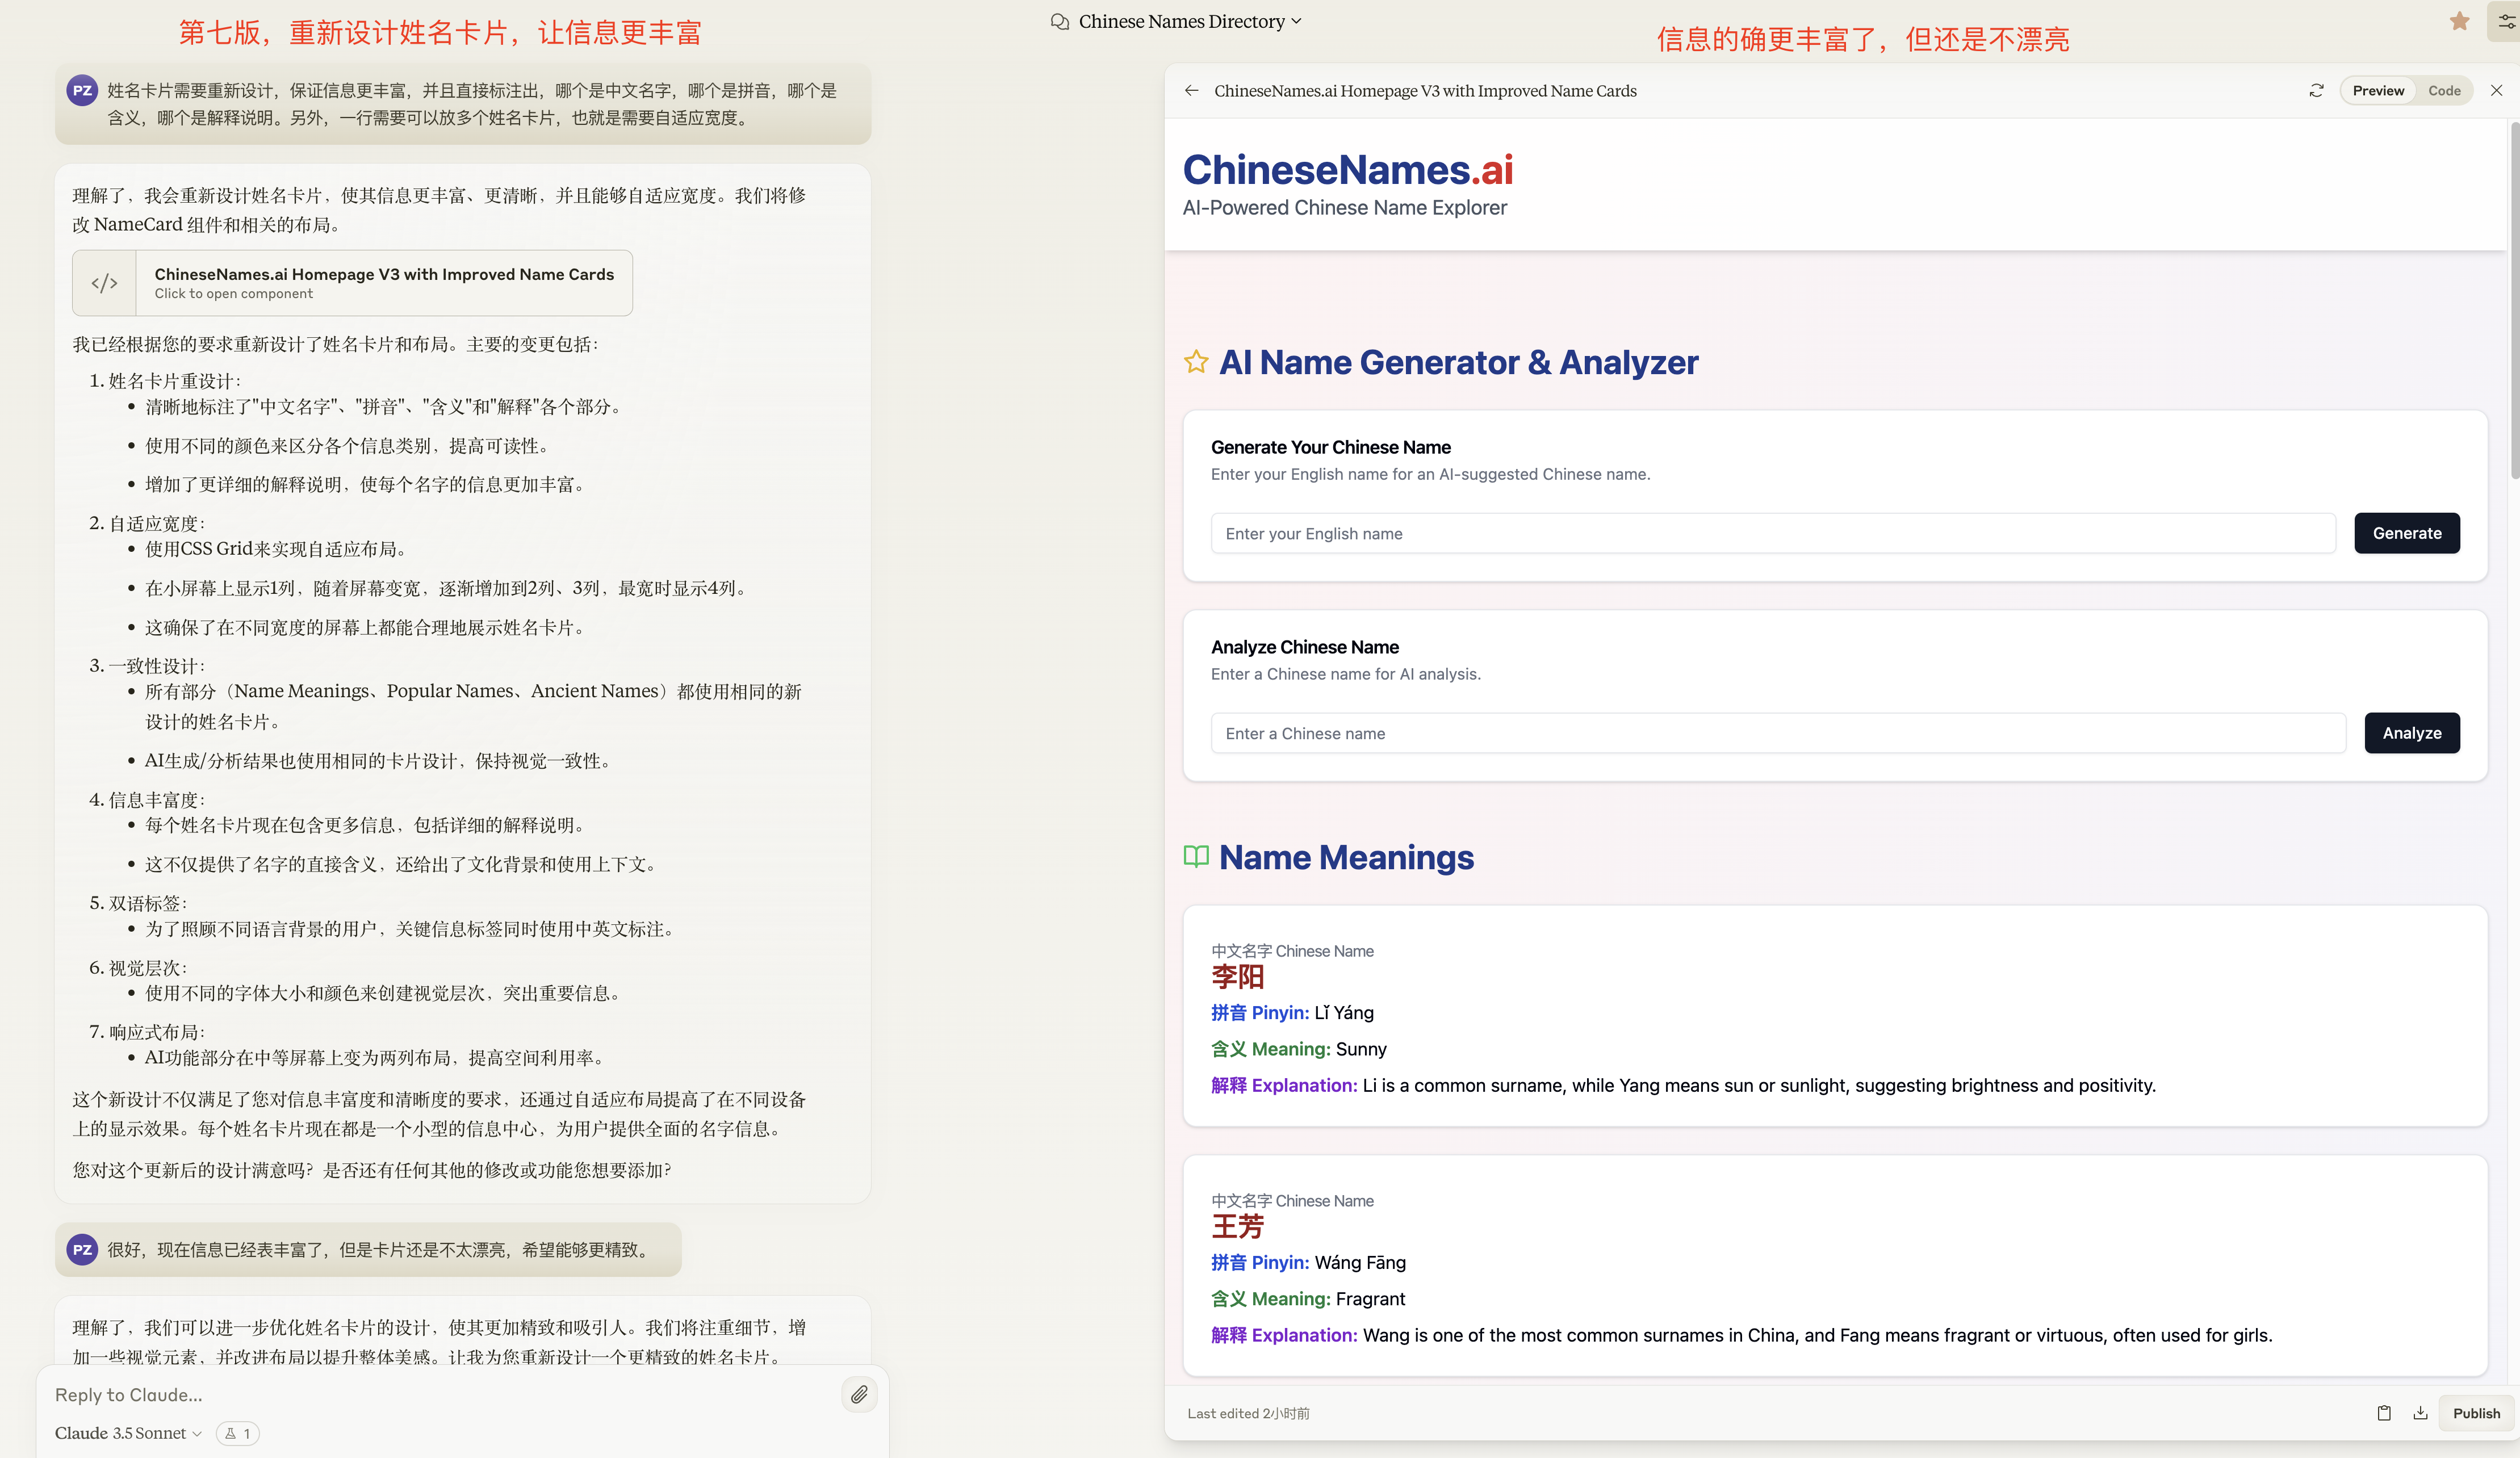 第七版，重新设计姓名卡片，让信息更丰富
Chinese Names Directory
信息的确更丰富了，但还是不漂亮
PZ
姓名卡片需要重新设计，保证信息更丰富，并且直接标注出，哪个是中文名字，哪个是拼音，哪个是
含义，哪个是解释说明。另外，一行需要可以放多个姓名卡片，也就是需要自适应宽度。
理解了，我会重新设计姓名卡片，使其信息更丰富、更清晰，并且能够自适应宽度。我们将修
改 NameCard 组件和相关的布局。
</>
ChineseNames.ai Homepage V3 with Improved Name Cards
Click to open component
我已经根据您的要求重新设计了姓名卡片和布局。主要的变更包括：
1. 姓名卡片重设计：
• 清晰地标注了"中文名字"、"拼音"、"含义"和"解释"各个部分。
• 使用不同的颜色来区分各个信息类别，提高可读性。
• 增加了更详细的解释说明，使每个名字的信息更加丰富。
2. 自适应宽度：
• 使用CSS Grid来实现自适应布局。
• 在小屏幕上显示1列，随着屏幕变宽，逐渐增加到2列、3列，最宽时显示4列。
• 这确保了在不同宽度的屏幕上都能合理地展示姓名卡片。
3. 一致性设计：
• 所有部分（Name Meanings、Popular Names、Ancient Names）都使用相同的新
设计的姓名卡片。
• AI生成/分析结果也使用相同的卡片设计，保持视觉一致性。
4. 信息丰富度：
• 每个姓名卡片现在包含更多信息，包括详细的解释说明。
• 这不仅提供了名字的直接含义，还给出了文化背景和使用上下文。
5. 双语标签：
• 为了照顾不同语言背景的用户，关键信息标签同时使用中英文标注。
6. 视觉层次：
• 使用不同的字体大小和颜色来创建视觉层次，突出重要信息。
7. 响应式布局：
• AI功能部分在中等屏幕上变为两列布局，提高空间利用率。
这个新设计不仅满足了您对信息丰富度和清晰度的要求，还通过自适应布局提高了在不同设备
上的显示效果。每个姓名卡片现在都是一个小型的信息中心，为用户提供全面的名字信息。
您对这个更新后的设计满意吗？是否还有任何其他的修改或功能您想要添加？
PZ
很好，现在信息已经表丰富了，但是卡片还是不太漂亮，希望能够更精致。
理解了，我们可以进一步优化姓名卡片的设计，使其更加精致和吸引人。我们将注重细节，增
加一些视觉元素，并改进布局以提升整体美感。让我为您重新设计一个更精致的姓名卡片。
Reply to Claude...
Claude 3.5 Sonnet
1
ChineseNames.ai Homepage V3 with Improved Name Cards
Preview
Code
ChineseNames.ai
AI-Powered Chinese Name Explorer
AI Name Generator & Analyzer
Generate Your Chinese Name
Enter your English name for an AI-suggested Chinese name.
Enter your English name
Generate
Analyze Chinese Name
Enter a Chinese name for AI analysis.
Enter a Chinese name
Analyze
Name Meanings
中文名字 Chinese Name
李阳
拼音 Pinyin: Lǐ Yáng
含义 Meaning: Sunny
解释 Explanation: Li is a common surname, while Yang means sun or sunlight, suggesting brightness and positivity.
中文名字 Chinese Name
王芳
拼音 Pinyin: Wáng Fāng
含义 Meaning: Fragrant
解释 Explanation: Wang is one of the most common surnames in China, and Fang means fragrant or virtuous, often used for girls.
Last edited 2小时前
Publish